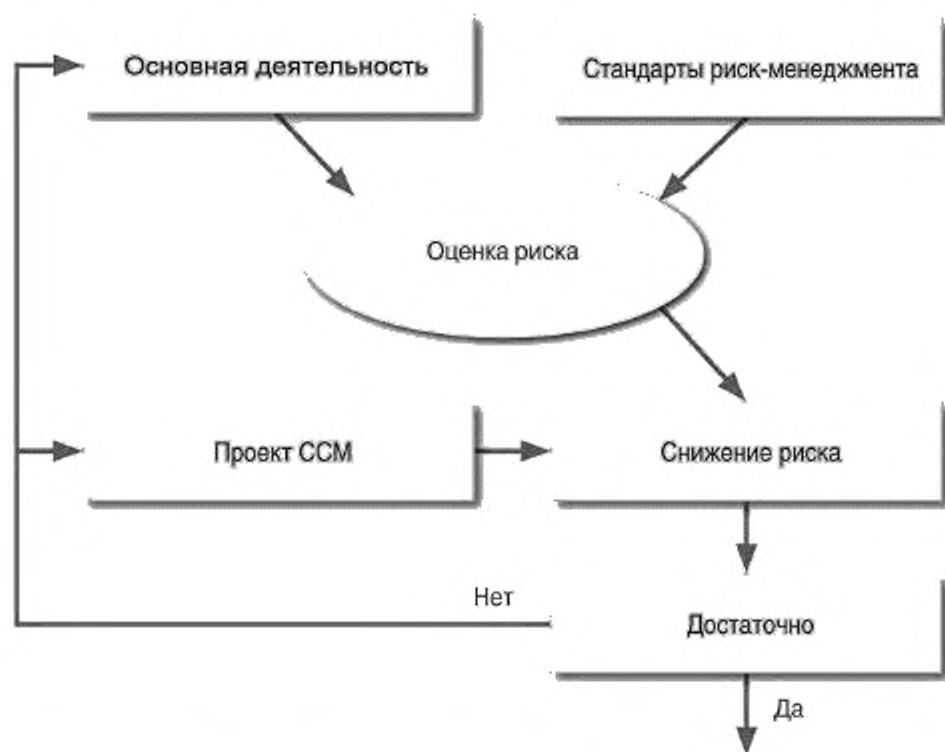 Основная деятельность
Стандарты риск-менеджмента
Оценка риска
Проект ССМ
Снижение риска
Нет
Достаточно
Да